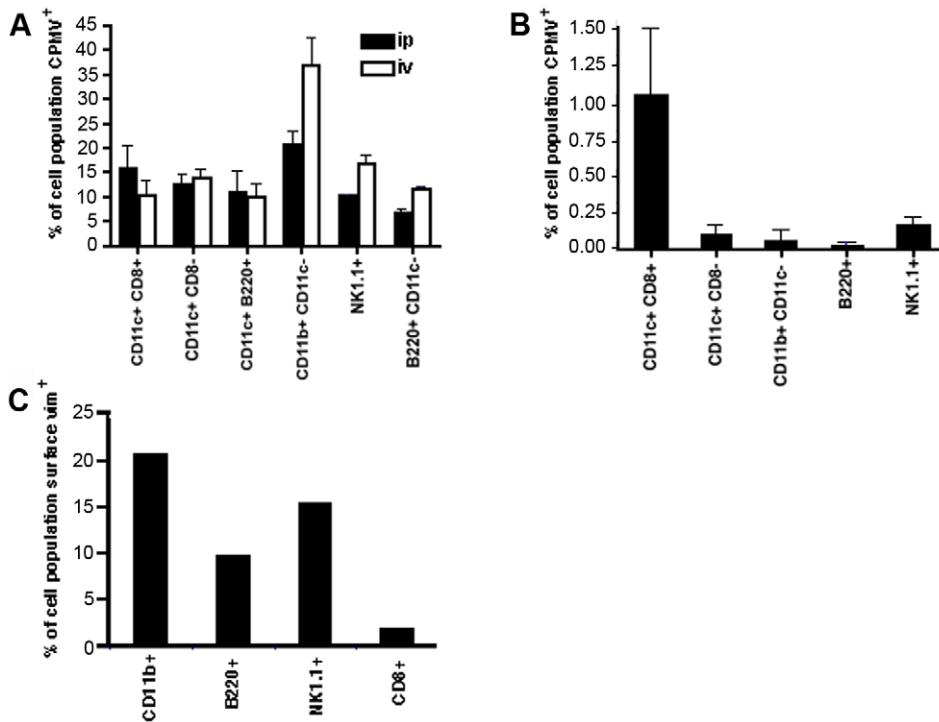 A
% of cell population CPMV+
45
40
35
30
25
20
15
10
5
0
ip
iv
CD11c+ CD8+
CD11c+ CD8-
CD11c+ B220+
CD11b+ CD11c-
NK1.1+
B220+ CD11c-
B
% of cell population CPMV+
1.50
1.25
1.00
0.75
0.50
0.25
0.00
CD11c+ CD8+
CD11c+ CD8-
CD11b+ CD11c-
B220+
NK1.1+
C
% of cell population surface vim+
25
20
15
10
5
0
CD11b+
B220+
NK1.1+
CD8+